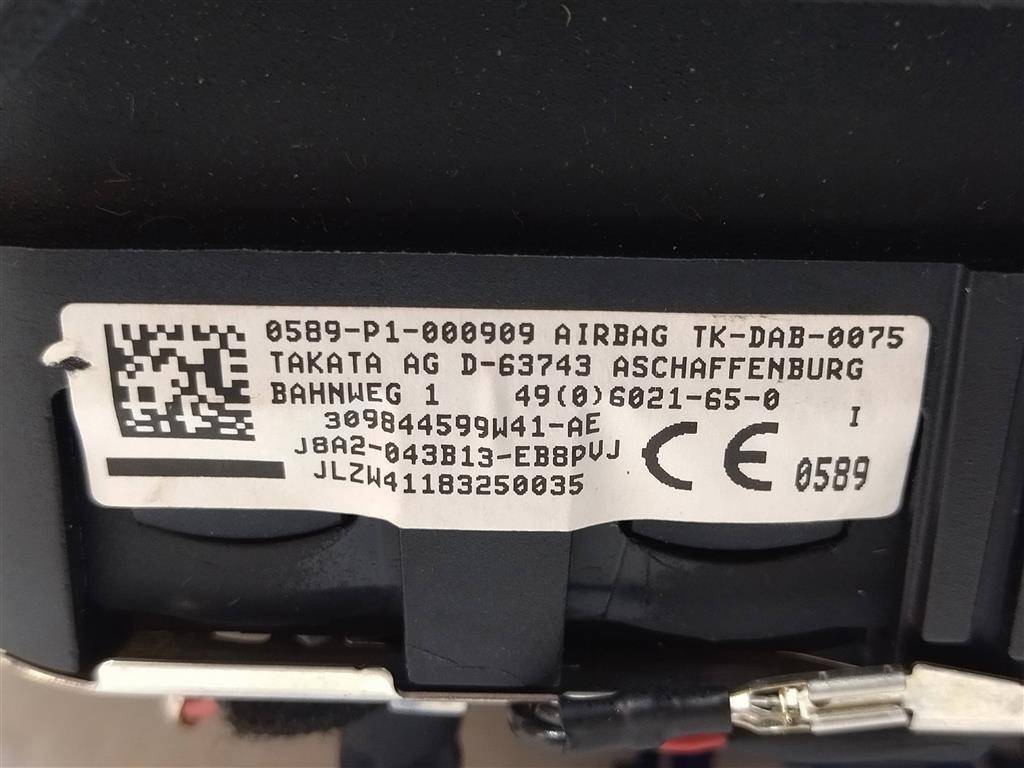 0589-P1-000909 AIRBAG TK-DAB-0075
TAKATA AG D-63743 ASCHAFFENBURG
BAHNWEG 1 49(0)6021-65-0
309844599W41-AE I
J8A2-043B13-EB8PVJ
JLZW41183250035
CE 0589